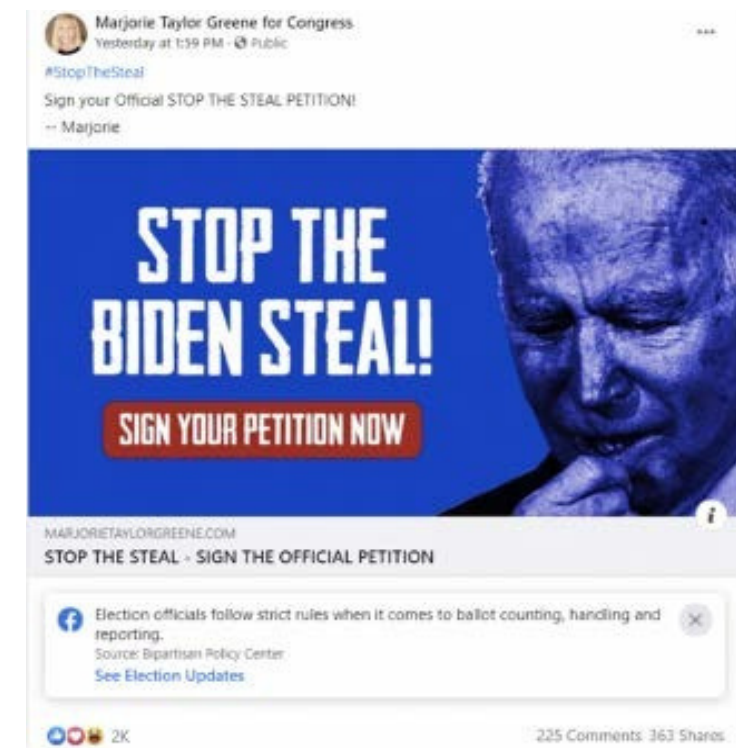 Marjorie Taylor Greene for Congress
Yesterday at 1:59 PM · Public
#StopTheSteal
Sign your Official STOP THE STEAL PETITION!
-- Marjorie
STOP THE
BIDEN STEAL!
SIGN YOUR PETITION NOW
MARJORIETAYLORGREENE.COM
STOP THE STEAL - SIGN THE OFFICIAL PETITION
Election officials follow strict rules when it comes to ballot counting, handling and
reporting.
Source: Bipartisan Policy Center
See Election Updates
2K
225 Comments 363 Shares